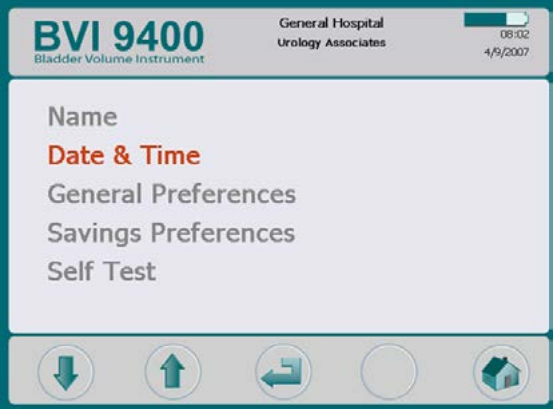 BVI 9400
Bladder Volume Instrument
General Hospital
Urology Associates
08:02
4/9/2007
Name
Date & Time
General Preferences
Savings Preferences
Self Test